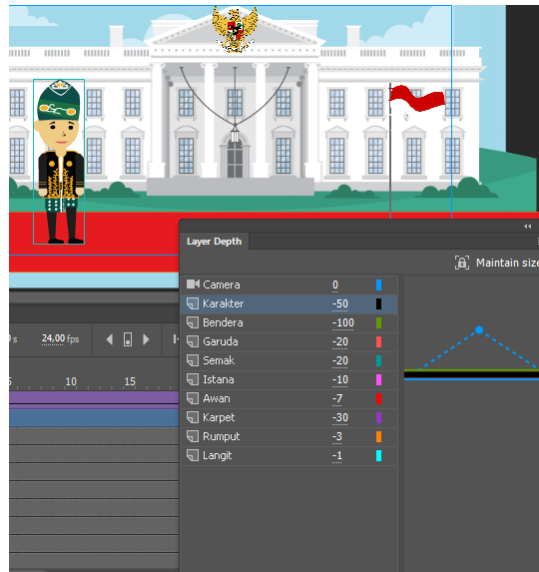 Layer Depth
Maintain size
Camera 0
Karakter -50
Bendera -100
Garuda -20
Semak -20
Istana -10
Awan -7
Karpet -30
Rumput -3
Langit -1
s 24,00 fps
10 15